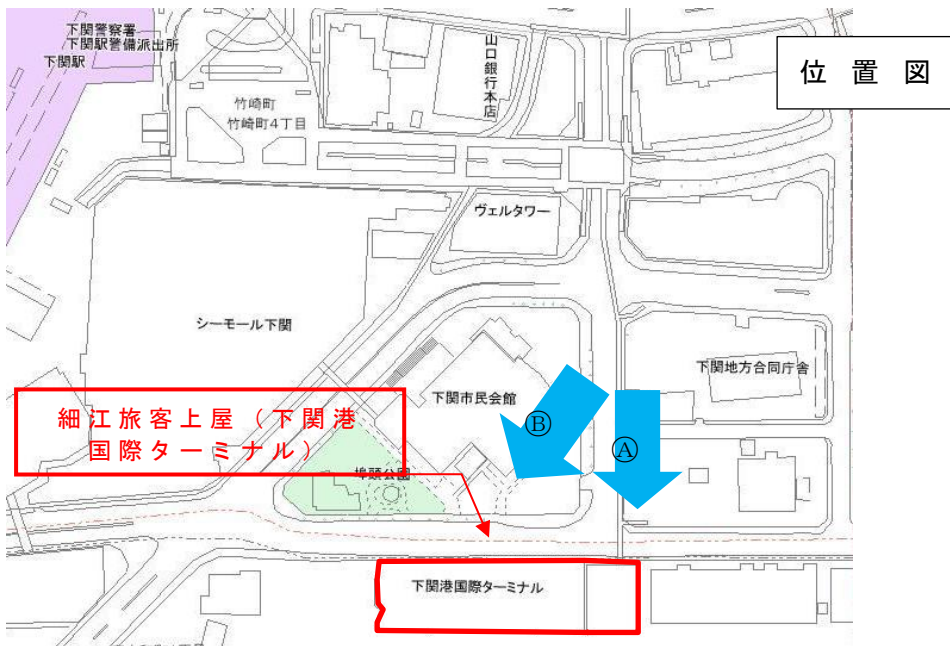 下関警察署
下関駅警備派出所
下関駅
山口銀行本店
位置図
竹崎町
竹崎町4丁目
ヴェルタワー
シーモール下関
下関地方合同庁舎
下関市民会館
細江旅客上屋（下関港
国際ターミナル）
Ⓑ
Ⓐ
埠頭公園
下関港国際ターミナル